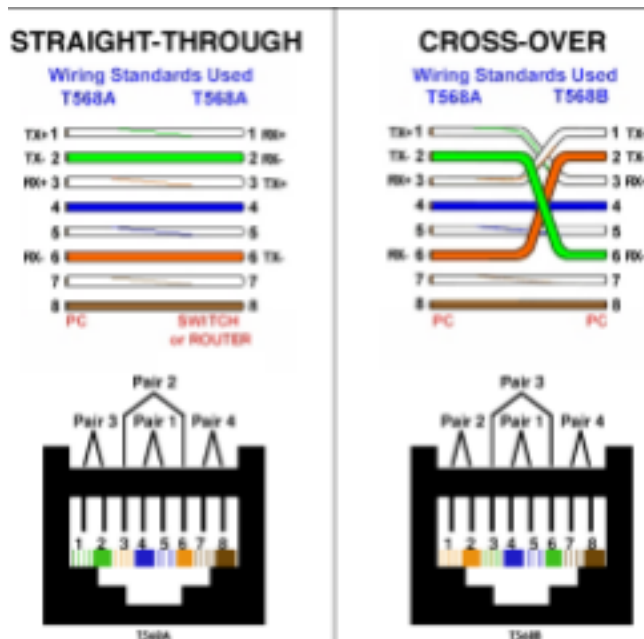 STRAIGHT-THROUGH
Wiring Standards Used
T568A T568A
TX+ 1 1 RX+
TX- 2 2 RX-
RX+ 3 3 TX+
4 4
5 5
RX- 6 6 TX-
7 7
8 8
PC SWITCH
or ROUTER
Pair 2
Pair 3 Pair 1 Pair 4
1 2 3 4 5 6 7 8
T568A
CROSS-OVER
Wiring Standards Used
T568A T568B
TX+ 1 1 TX
TX- 2 2 TX-
RX+ 3 3 RX
4 4
5 5
RX- 6 6 RX-
7 7
8 8
PC PC
Pair 3
Pair 2 Pair 1 Pair 4
1 2 3 4 5 6 7 8
T568B